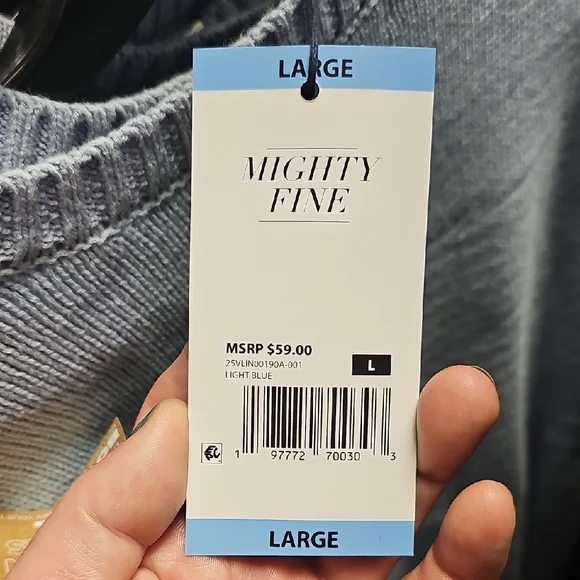 LARGE
MIGHTY
FINE
MSRP $59.00
25VLIN00190A-001
L
LIGHT BLUE
1 97772 70030 3
LARGE